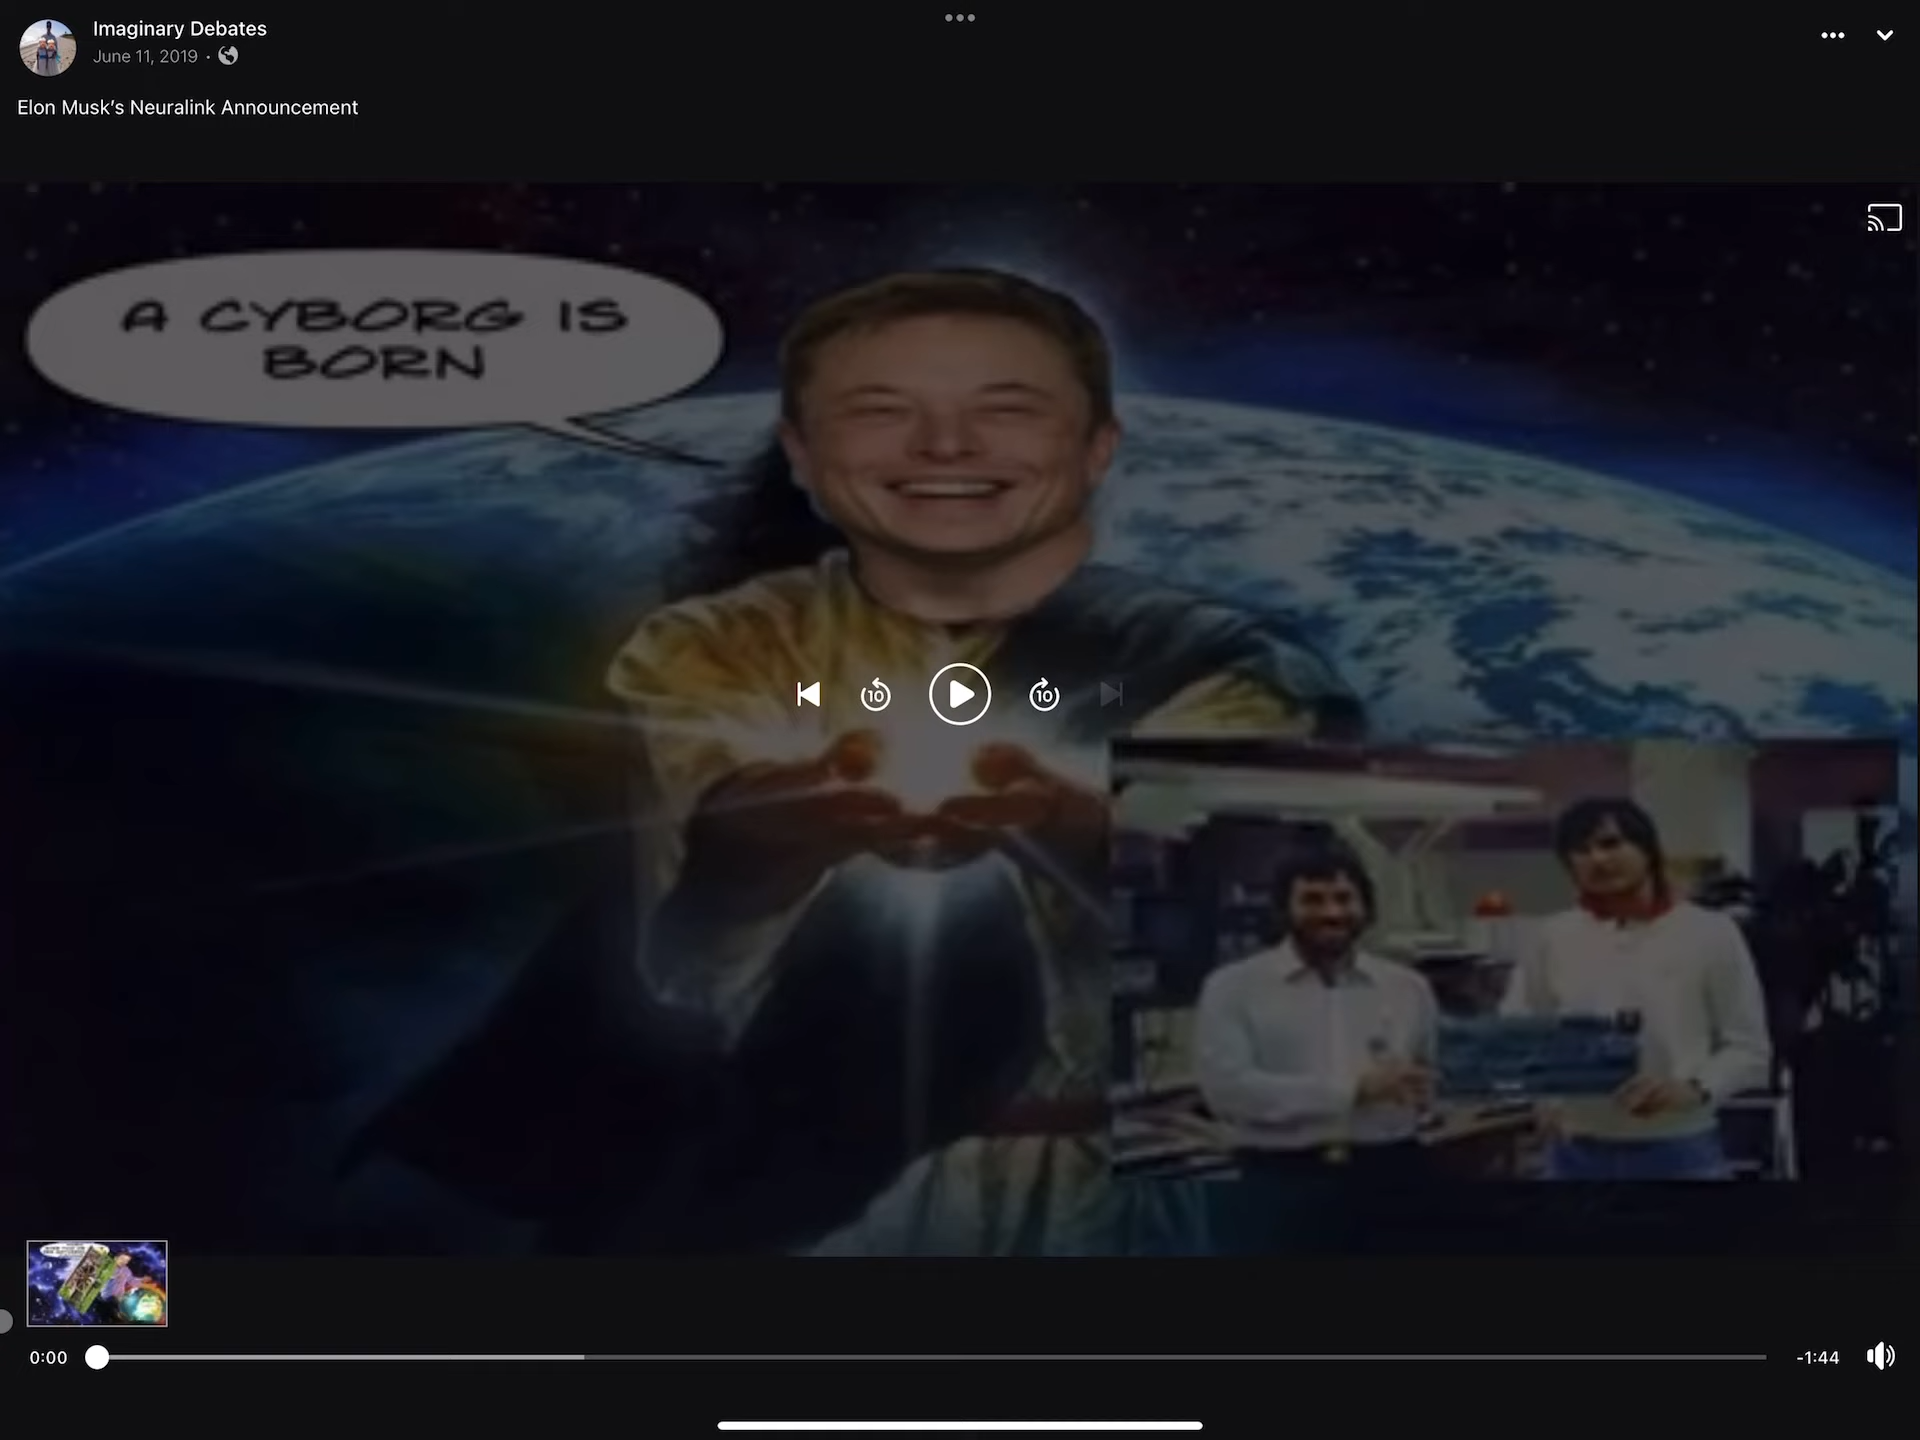 Imaginary Debates
June 11, 2019 ·
Elon Musk’s Neuralink Announcement
A CYBORG IS
BORN
10
10
0:00
-1:44